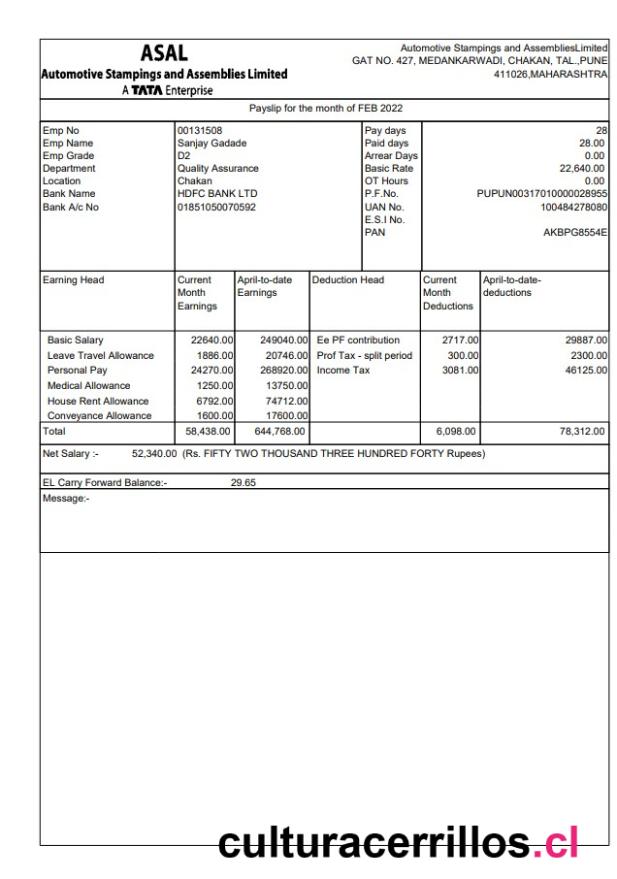 ASAL
Automotive Stampings and Assemblies Limited
A TATA Enterprise
Automotive Stampings and AssembliesLimited
GAT NO. 427, MEDANKARWADI, CHAKAN, TAL.,PUNE
411026,MAHARASHTRA
Payslip for the month of FEB 2022
Emp No 00131508 Pay days 28
Emp Name Sanjay Gadade Paid days 28.00
Emp Grade D2 Arrear Days 0.00
Department Quality Assurance Basic Rate 22,640.00
Location Chakan OT Hours 0.00
Bank Name HDFC BANK LTD P.F.No. PUPUN00317010000028955
Bank A/c No 01851050070592 UAN No. 100484278080
E.S.I No.
PAN AKBPG8554E
Earning Head Current April-to-date Deduction Head Current April-to-date-
Month Earnings Month deductions
Earnings Deductions
Basic Salary 22640.00 249040.00 Ee PF contribution 2717.00 29887.00
Leave Travel Allowance 1886.00 20746.00 Prof Tax - split period 300.00 2300.00
Personal Pay 24270.00 268920.00 Income Tax 3081.00 46125.00
Medical Allowance 1250.00 13750.00
House Rent Allowance 6792.00 74712.00
Conveyance Allowance 1600.00 17600.00
Total 58,438.00 644,768.00 6,098.00 78,312.00
Net Salary :- 52,340.00 (Rs. FIFTY TWO THOUSAND THREE HUNDRED FORTY Rupees)
EL Carry Forward Balance:- 29.65
Message:-
culturacerrillos.cl